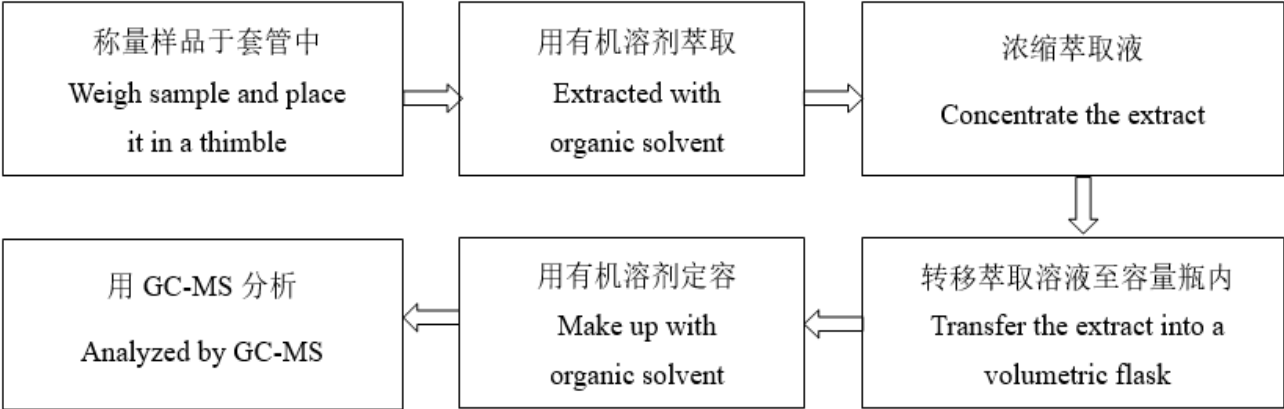 称量样品于套管中
Weigh sample and place
it in a thimble
用有机溶剂萃取
Extracted with
organic solvent
浓缩萃取液
Concentrate the extract
转移萃取溶液至容量瓶内
Transfer the extract into a
volumetric flask
用有机溶剂定容
Make up with
organic solvent
用 GC-MS 分析
Analyzed by GC-MS